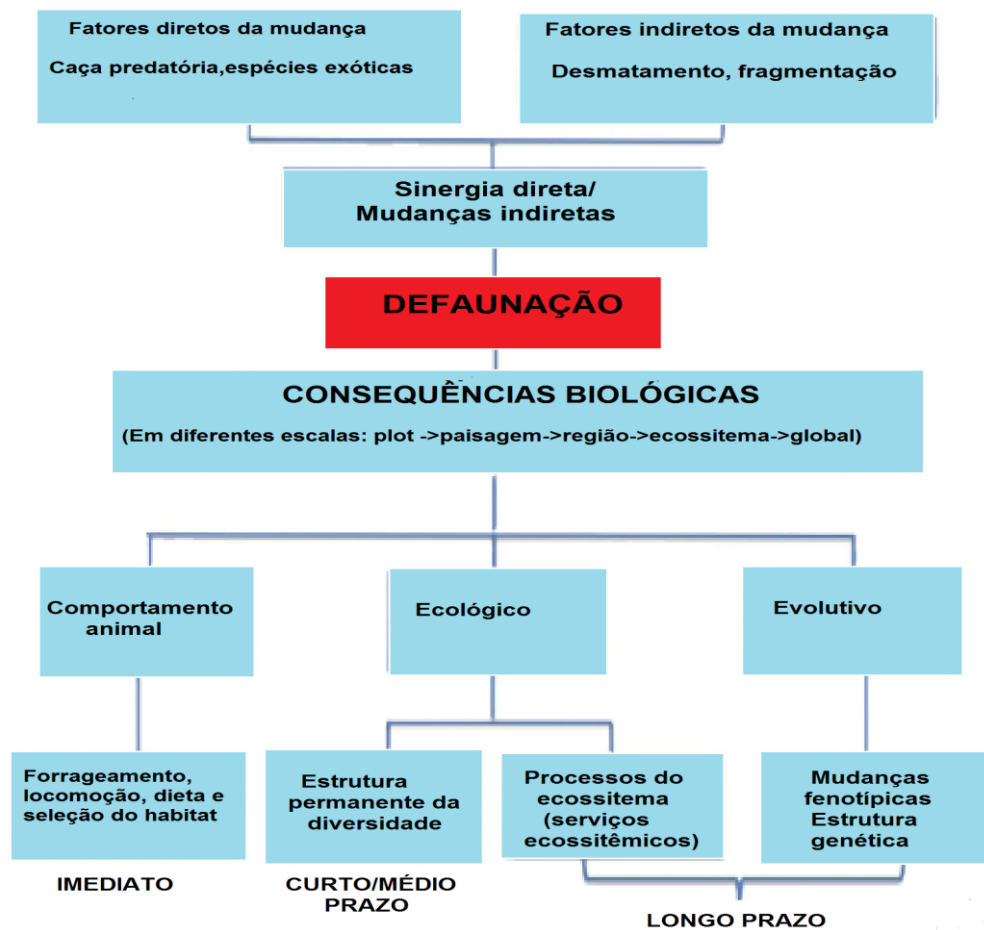 Fatores diretos da mudança
Caça predatória,espécies exóticas
Fatores indiretos da mudança
Desmatamento, fragmentação
Sinergia direta/
Mudanças indiretas
DEFAUNAÇÃO
CONSEQUÊNCIAS BIOLÓGICAS
(Em diferentes escalas: plot ->paisagem->região->ecossitema->global)
Comportamento
animal
Ecológico
Evolutivo
Forrageamento,
locomoção, dieta e
seleção do habitat
Estrutura
permanente da
diversidade
Processos do
ecossitema
(serviços
ecossitêmicos)
Mudanças
fenotípicas
Estrutura
genética
IMEDIATO
CURTO/MÉDIO
PRAZO
LONGO PRAZO